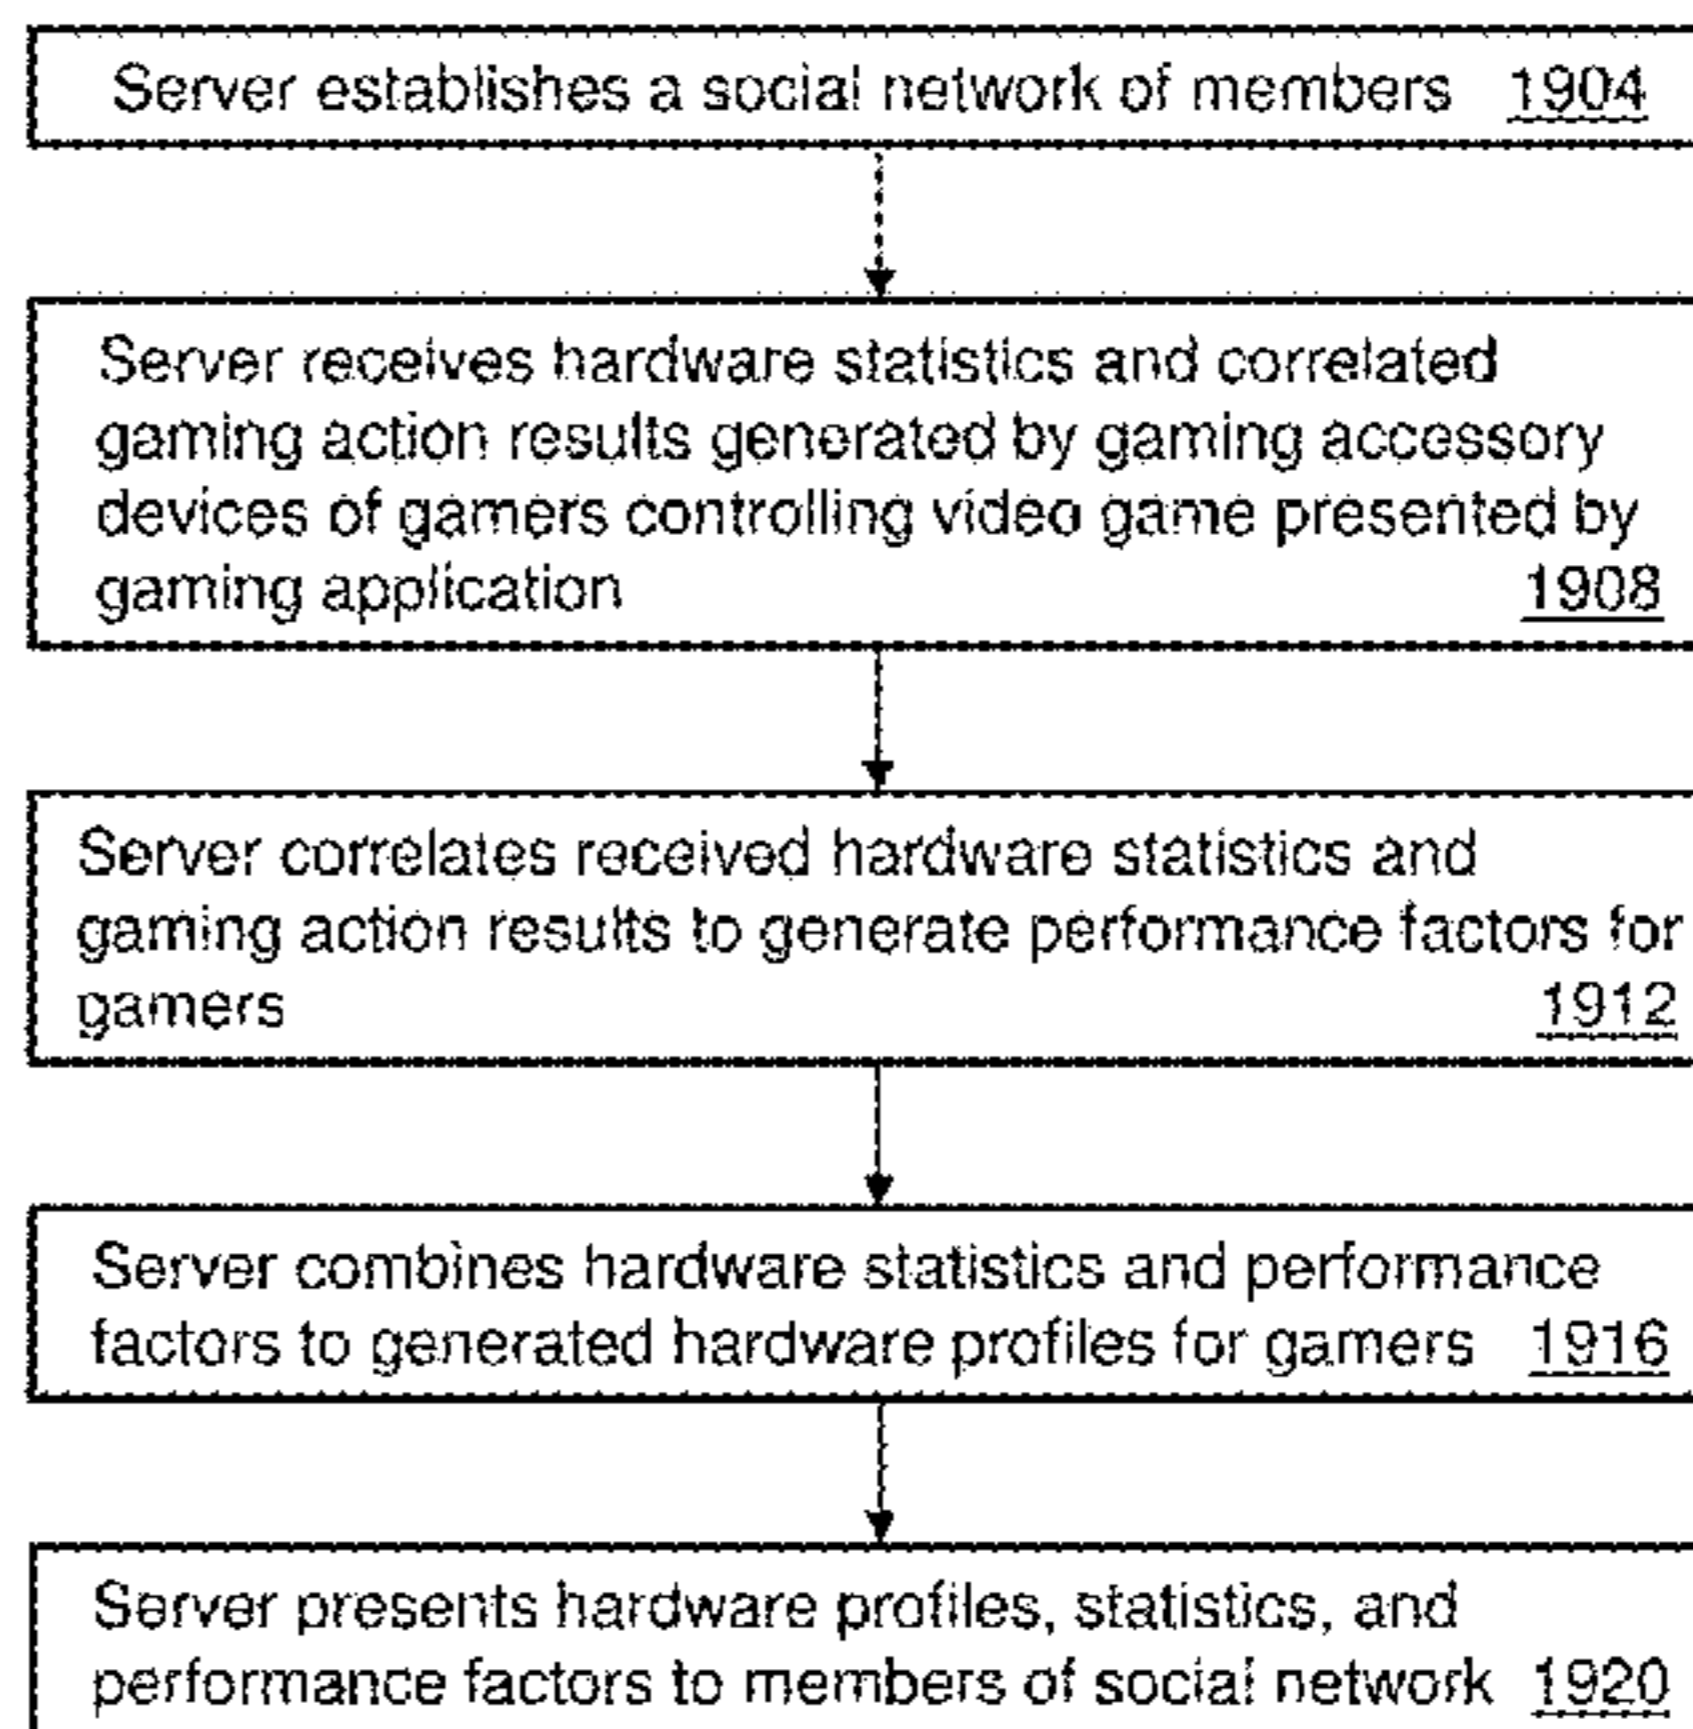 Server establishes a social network of members 1904
Server receives hardware statistics and correlated
gaming action results generated by gaming accessory
devices of gamers controlling video game presented by
gaming application 1908
Server correlates received hardware statistics and
gaming action results to generate performance factors for
gamers 1912
Server combines hardware statistics and performance
factors to generated hardware profiles for gamers 1916
Server presents hardware profiles, statistics, and
performance factors to members of social network 1920